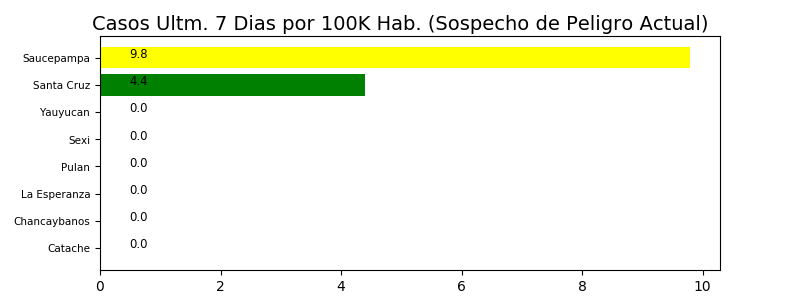 Casos Ultm. 7 Dias por 100K Hab. (Sospecho de Peligro Actual)
Saucepampa 9.8
Santa Cruz 4.4
Yauyucan 0.0
Sexi 0.0
Pulan 0.0
La Esperanza 0.0
Chancaybanos 0.0
Catache 0.0
0 2 4 6 8 10